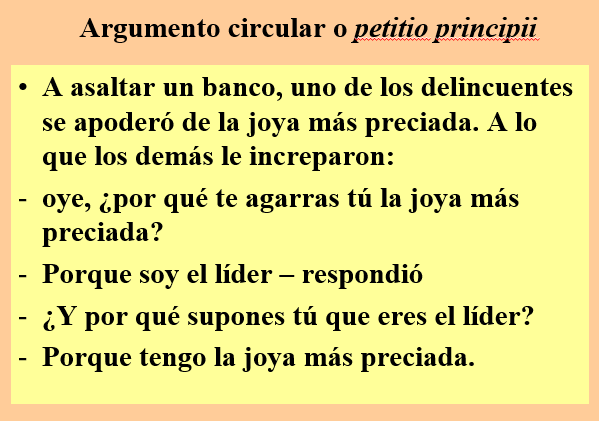 Argumento circular o petitio principii
• A asaltar un banco, uno de los delincuentes
se apoderó de la joya más preciada. A lo
que los demás le increparon:
- oye, ¿por qué te agarras tú la joya más
preciada?
- Porque soy el líder – respondió
- ¿Y por qué supones tú que eres el líder?
- Porque tengo la joya más preciada.